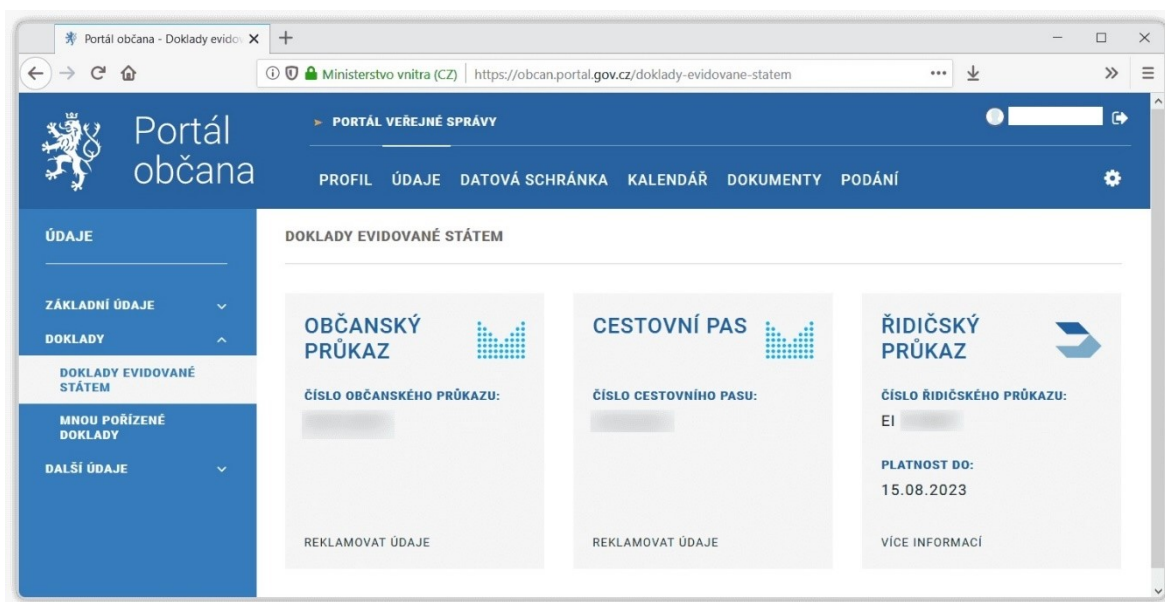 Portál občana - Doklady evidov
Ministerstvo vnitra (CZ) https://obcan.portal.gov.cz/doklady-evidovane-statem
Portál
občana
PORTÁL VEŘEJNÉ SPRÁVY
PROFIL ÚDAJE DATOVÁ SCHRÁNKA KALENDÁŘ DOKUMENTY PODÁNÍ
ÚDAJE
ZÁKLADNÍ ÚDAJE
DOKLADY
DOKLADY EVIDOVANÉ
STÁTEM
MNOU POŘÍZENÉ
DOKLADY
DALŠÍ ÚDAJE
DOKLADY EVIDOVANÉ STÁTEM
OBČANSKÝ
PRŮKAZ
ČÍSLO OBČANSKÉHO PRŮKAZU:
REKLAMOVAT ÚDAJE
CESTOVNÍ PAS
ČÍSLO CESTOVNÍHO PASU:
REKLAMOVAT ÚDAJE
ŘIDIČSKÝ
PRŮKAZ
ČÍSLO ŘIDIČSKÉHO PRŮKAZU:
EI
PLATNOST DO:
15.08.2023
VÍCE INFORMACÍ